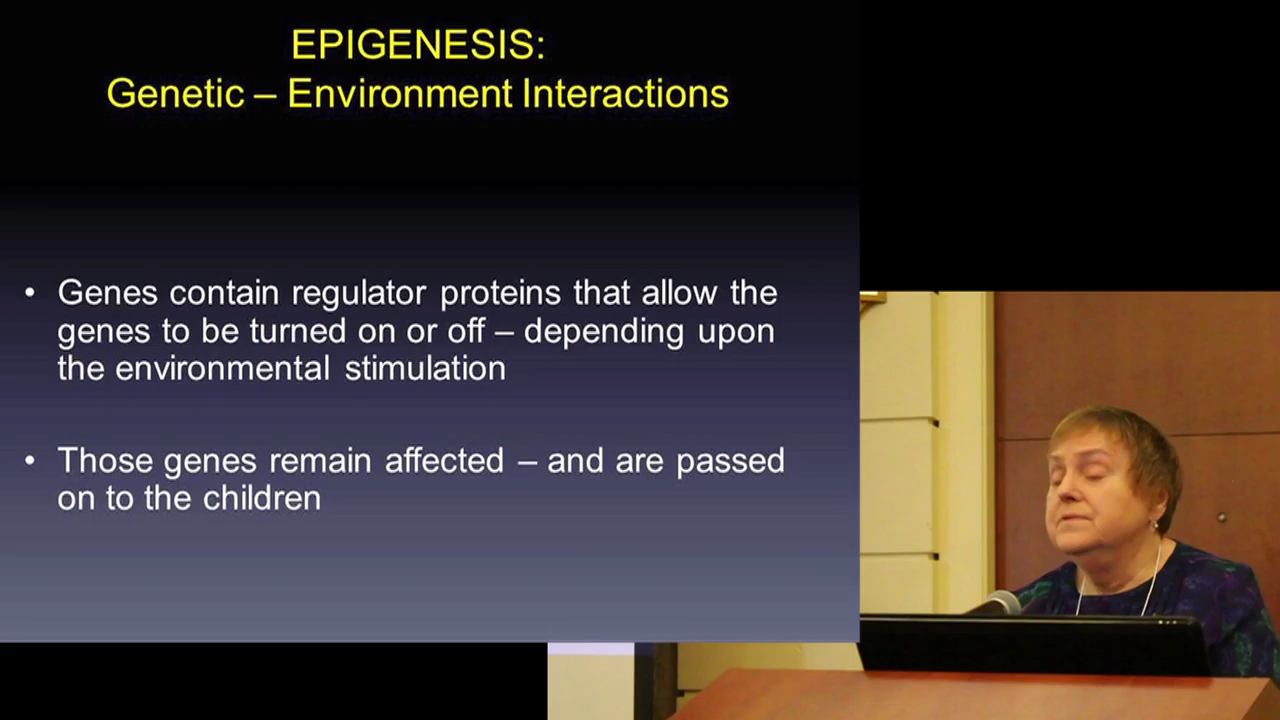 EPIGENESIS:
Genetic – Environment Interactions
• Genes contain regulator proteins that allow the
genes to be turned on or off – depending upon
the environmental stimulation
• Those genes remain affected – and are passed
on to the children